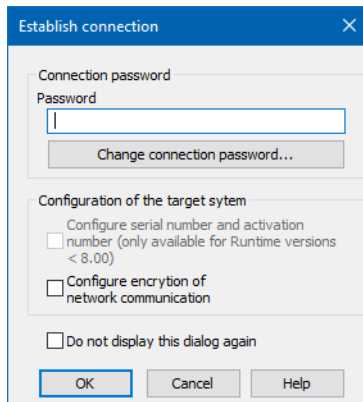 Establish connection
Connection password
Password
Change connection password...
Configuration of the target sytem
Configure serial number and activation
number (only available for Runtime versions
< 8.00)
Configure encrytion of
network communication
Do not display this dialog again
OK
Cancel
Help